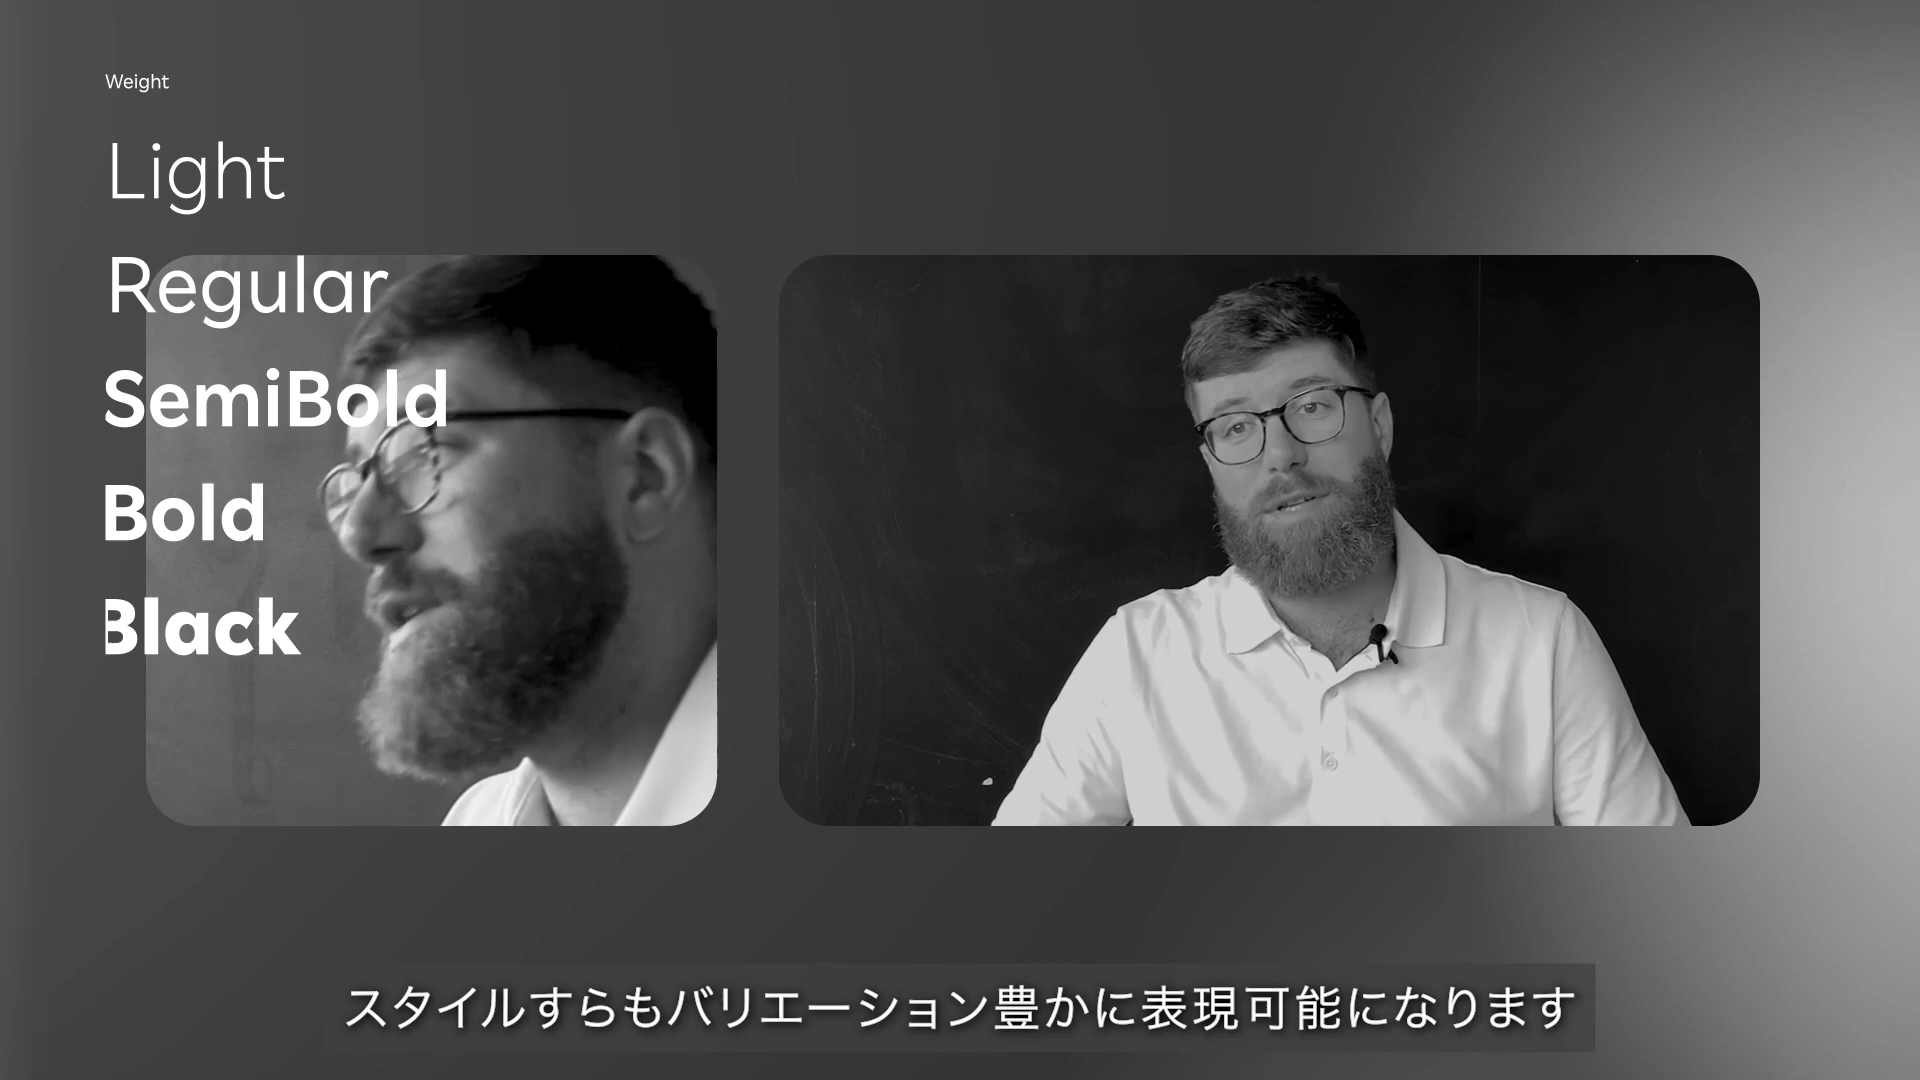 Weight
Light
Regular
SemiBold
Bold
Black
スタイルすらもバリエーション豊かに表現可能になります